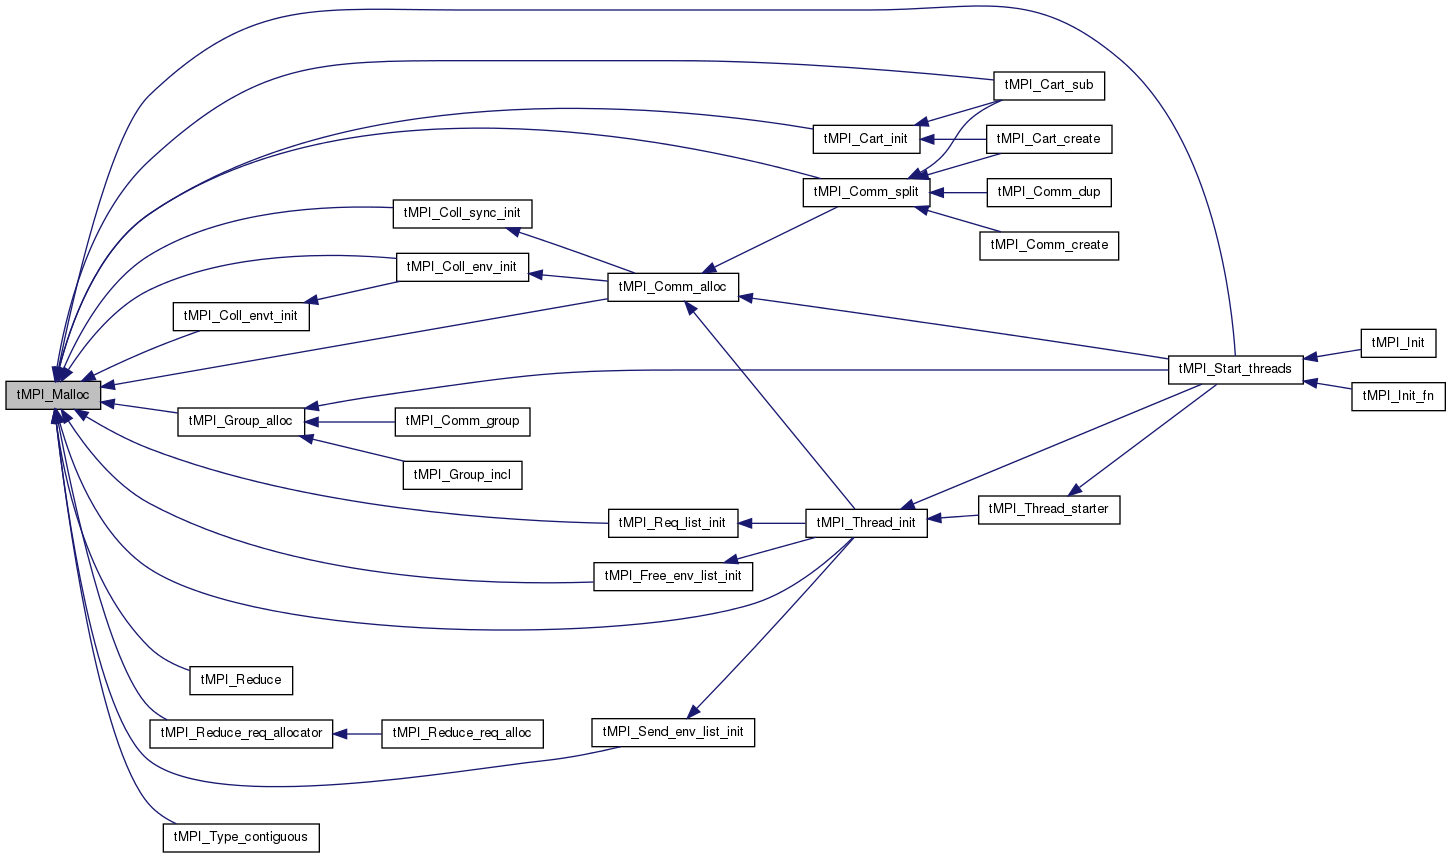 tMPI_Cart_sub
tMPI_Cart_init
tMPI_Cart_create
tMPI_Comm_split
tMPI_Comm_dup
tMPI_Coll_sync_init
tMPI_Comm_create
tMPI_Coll_env_init
tMPI_Comm_alloc
tMPI_Coll_envt_init
tMPI_Init
tMPI_Start_threads
tMPI_Malloc
tMPI_Init_fn
tMPI_Group_alloc
tMPI_Comm_group
tMPI_Group_incl
tMPI_Thread_starter
tMPI_Req_list_init
tMPI_Thread_init
tMPI_Free_env_list_init
tMPI_Reduce
tMPI_Reduce_req_allocator
tMPI_Reduce_req_alloc
tMPI_Send_env_list_init
tMPI_Type_contiguous